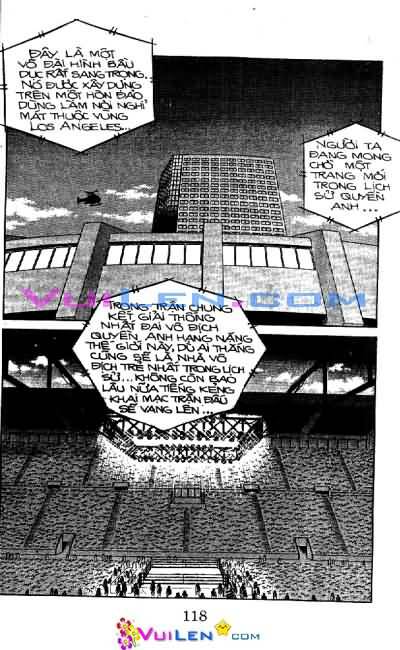 ĐÂY LÀ MỘT
VÕ ĐÀI HÌNH BẦU
DỤC RẤT SANG TRỌNG..
NÓ ĐƯỢC XÂY DỰNG
TRÊN MỘT HÒN ĐẢO
DÙNG LÀM NƠI NGHỈ
MÁT THUỘC VÙNG
LOS ANGELES...
NGƯỜI TA
ĐANG MONG
CHỜ MỘT
TRANG MỚI
TRONG LỊCH
SỬ QUYỀN
ANH...
TRONG TRẬN CHUNG
KẾT GIẢI THỐNG
NHẤT ĐAI VÔ ĐỊCH
QUYỀN ANH HẠNG NẶNG
THẾ GIỚI NÀY, DÙ AI THẮNG
CŨNG SẼ LÀ NHÀ VÔ
ĐỊCH TRẺ NHẤT TRONG LỊCH
SỬ... KHÔNG CÒN BAO
LÂU NỮA TIẾNG KẺNG
KHAI MẠC TRẬN ĐẤU
SẼ VANG LÊN...
VUILEN.COM
118
VUILEN.COM